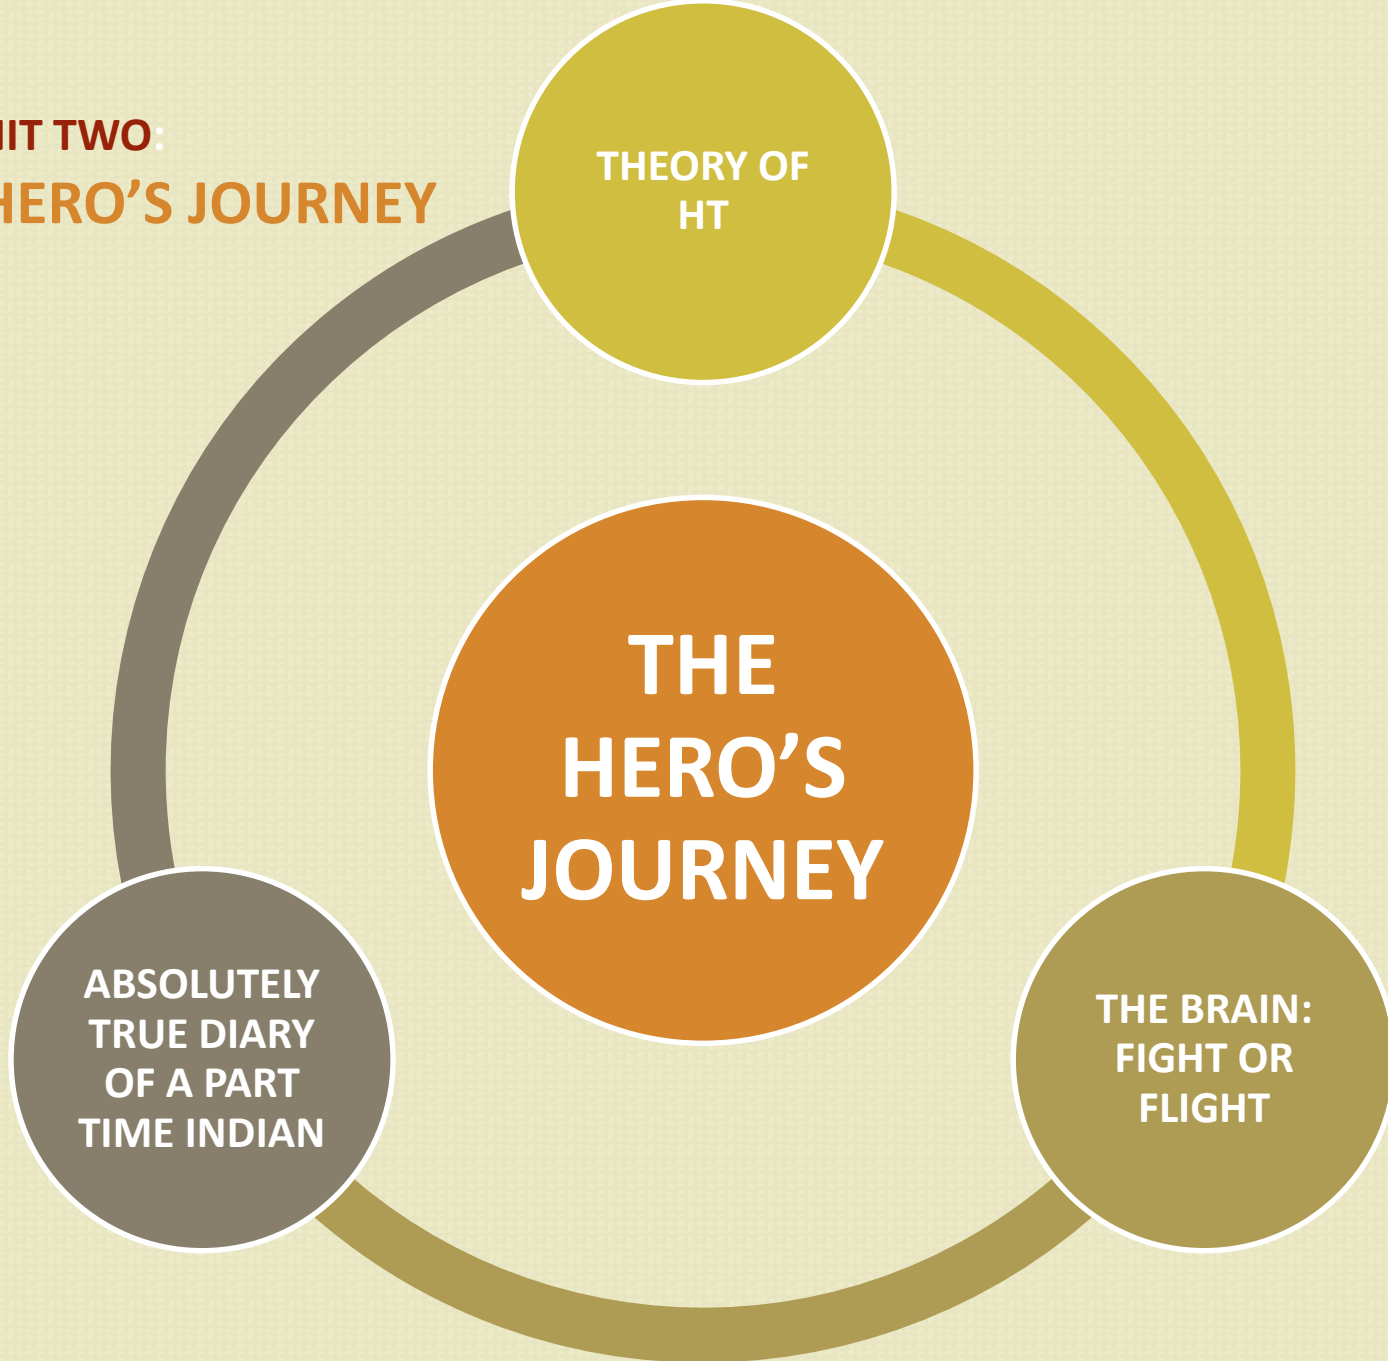 IIT TWO:
HERO’S JOURNEY
THEORY OF
HT
THE
HERO’S
JOURNEY
ABSOLUTELY
TRUE DIARY
OF A PART
TIME INDIAN
THE BRAIN:
FIGHT OR
FLIGHT